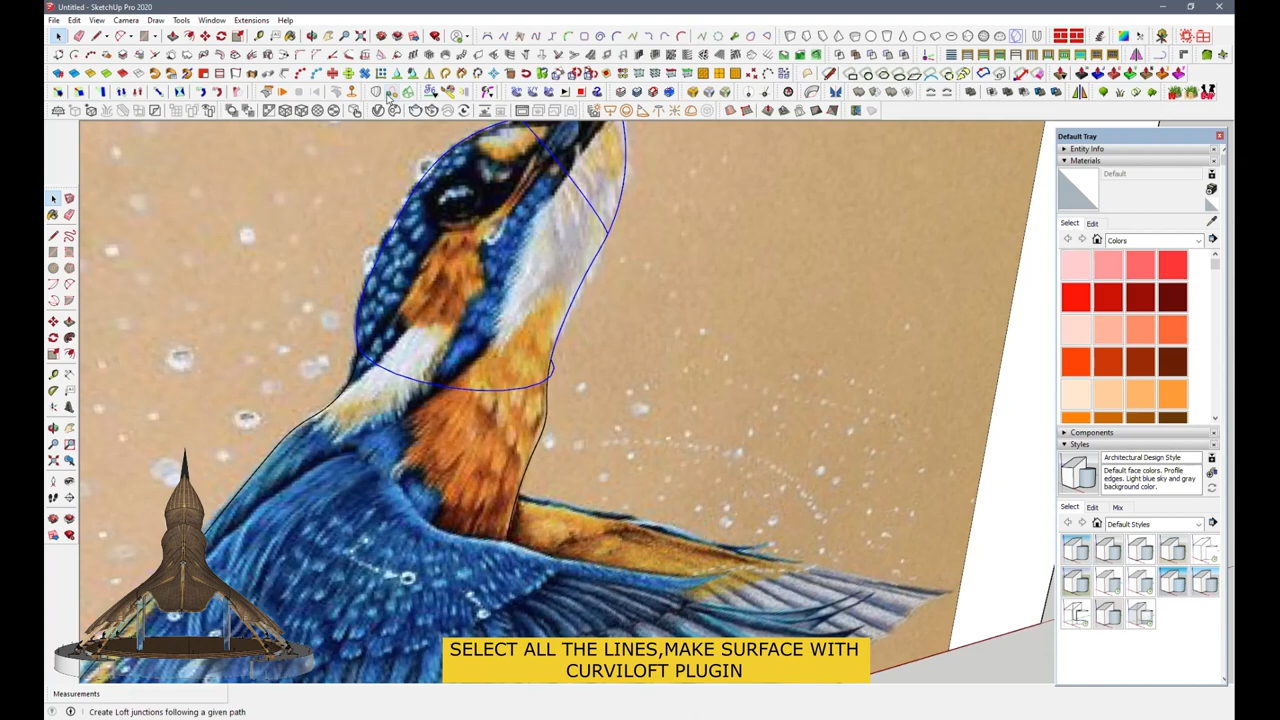 Untitled - SketchUp Pro 2020
File Edit View Camera Draw Tools Window Extensions Help
Default Tray
Entity Info
Materials
Default
Select Edit
Colors
Components
Styles
Architectural Design Style
Default face colors. Profile
edges. Light blue sky and gray
background color.
Select Edit Mix
Default Styles
SELECT ALL THE LINES,MAKE SURFACE WITH
CURVILOFT PLUGIN
Measurements
Create Loft junctions following a given path